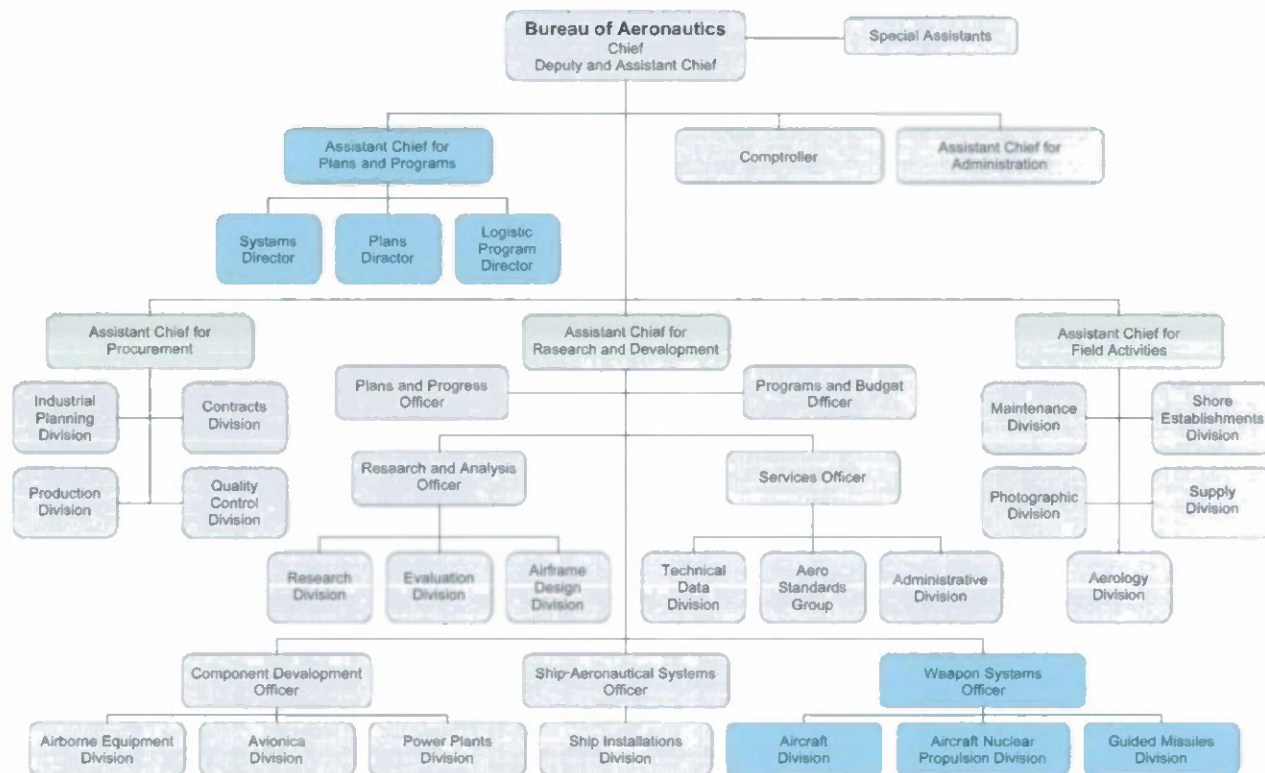 Bureau of Aeronautics
Chief
Deputy and Assistant Chief
Special Assistants
Assistant Chief for
Plans and Programs
Comptroller
Assistant Chief for
Administration
Systams
Director
Plans
Diractor
Logistic
Program
Director
Assistant Chief for
Procurement
Assistant Chief for
Rasearch and Development
Assistant Chief for
Field Activities
Industrial
Planning
Division
Contracts
Division
Production
Division
Quality
Control
Division
Plans and Prograss
Officer
Programs and Budgat
Dfficer
Resaarch and Analysis
Officer
Services Officer
Research
Division
Evaluation
Division
Airframe
Design
Division
Technical
Data
Division
Aero
Standards
Group
Administrative
Division
Maintenance
Division
Shore
Establishments
Division
Photographic
Division
Supply
Division
Aerology
Division
Component Development
Officer
Ship-Aeronautical Systems
Officer
Waapon Systems
Officer
Airborne Equipment
Division
Avionica
Division
Power Plants
Division
Ship Installations
Division
Aircraft
Division
Aircraft Nuclear
Propulsion Division
Guided Missiles
Division